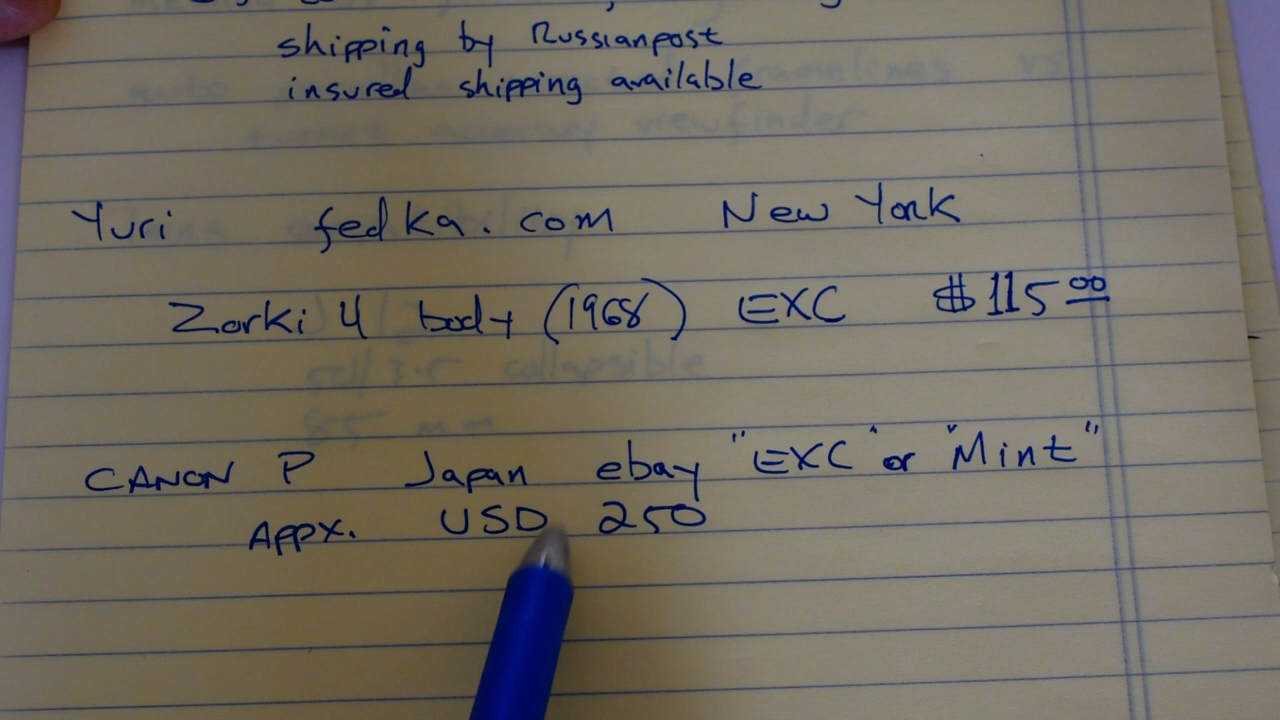 shipping by Russianpost
insured shipping available
Yuri fedka.com New York
Zorki 4 body (1968) EXC $115.00
CANON P Japan ebay "EXC" or "Mint"
APPX. USD 250